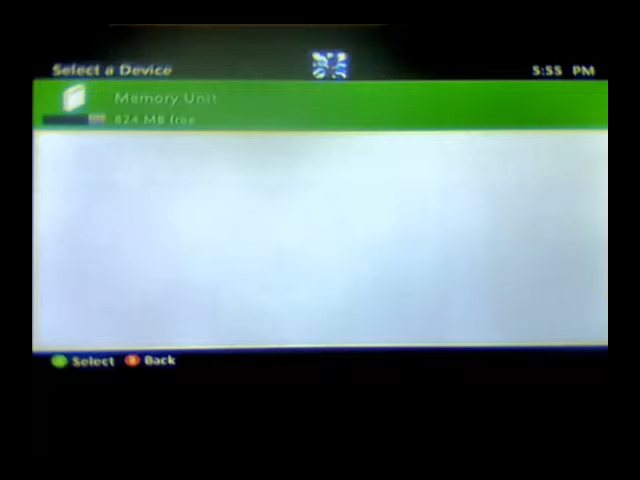 Select a Device
5:55 PM
Memory Unit
824 MB free
Select
Back